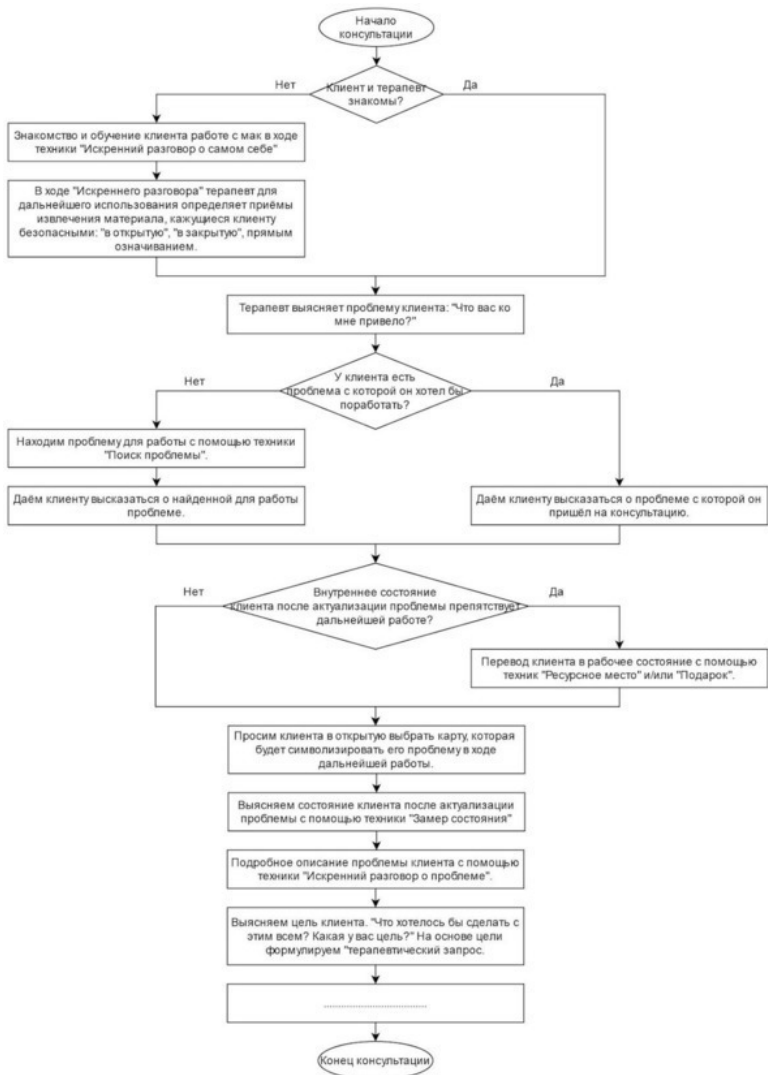 Начало
консультации
Клиент и терапевт
знакомы?
Нет
Да
Знакомство и обучение клиента работе с мак в ходе
техники "Искренний разговор о самом себе"
В ходе "Искреннего разговора" терапевт для
дальнейшего использования определяет приёмы
извлечения материала, кажущиеся клиенту
безопасными: "в открытую", "в закрытую", прямым
означиванием.
Терапевт выясняет проблему клиента: "Что вас ко
мне привело?"
У клиента есть
проблема с которой он хотел бы
поработать?
Нет
Да
Находим проблему для работы с помощью техники
"Поиск проблемы".
Даём клиенту высказаться о найденной для работы
проблеме.
Даём клиенту высказаться о проблеме с которой он
пришёл на консультацию.
Внутреннее состояние
клиента после актуализации проблемы препятствует
дальнейшей работе?
Нет
Да
Перевод клиента в рабочее состояние с помощью
техник "Ресурсное место" и/или "Подарок".
Просим клиента в открытую выбрать карту, которая
будет символизировать его проблему в ходе
дальнейшей работы.
Выясняем состояние клиента после актуализации
проблемы с помощью техники "Замер состояния"
Подробное описание проблемы клиента с помощью
техники "Искренний разговор о проблеме".
Выясняем цель клиента. "Что хотелось бы сделать с
этим всем? Какая у вас цель?" На основе цели
формулируем "терапевтический запрос.
.......................................
Конец консультации